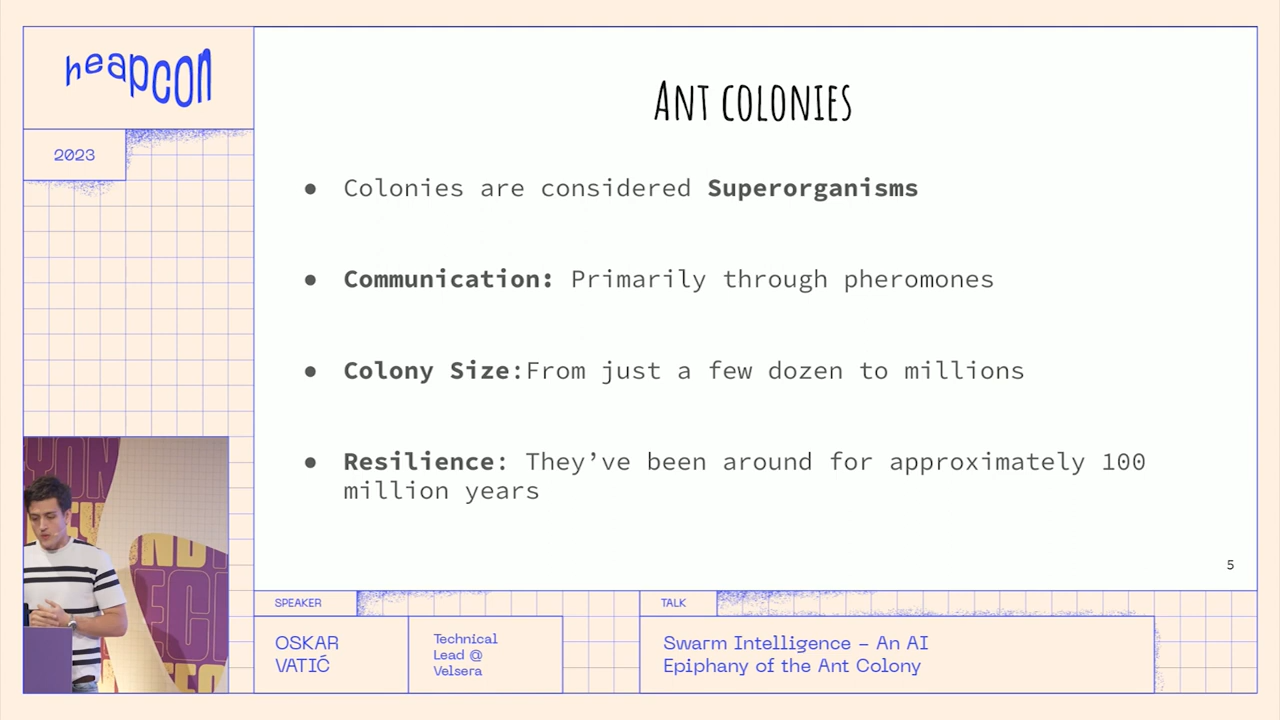 heapcon
2023
Ant colonies
● Colonies are considered Superorganisms
● Communication: Primarily through pheromones
● Colony Size:From just a few dozen to millions
● Resilience: They’ve been around for approximately 100
million years
5
SPEAKER
OSKAR
VATIĆ
Technical
Lead @
Velsera
TALK
Swarm Intelligence – An AI
Epiphany of the Ant Colony